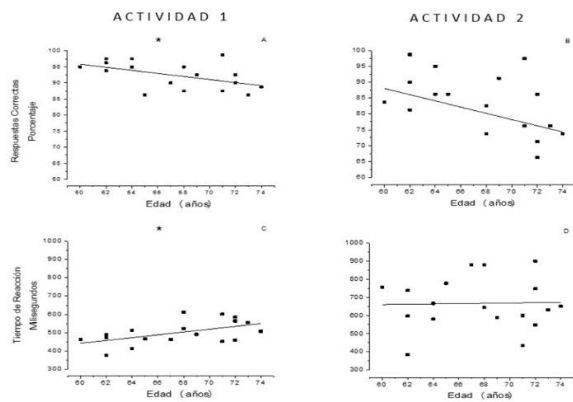 ACTIVIDAD 1
ACTIVIDAD 2
*
A
B
Respuestas Correctas
Porcentaje
100
95
90
85
80
75
70
65
60
60 62 64 66 68 70 72 74
Edad (años)
100
95
90
85
80
75
70
65
60
60 62 64 66 68 70 72 74
Edad (años)
*
C
D
Tiempo de Reacción
Milisegundos
1000
900
800
700
600
500
400
300
60 62 64 66 68 70 72 74
Edad (años)
1000
900
800
700
600
500
400
300
60 62 64 66 68 70 72 74
Edad (años)